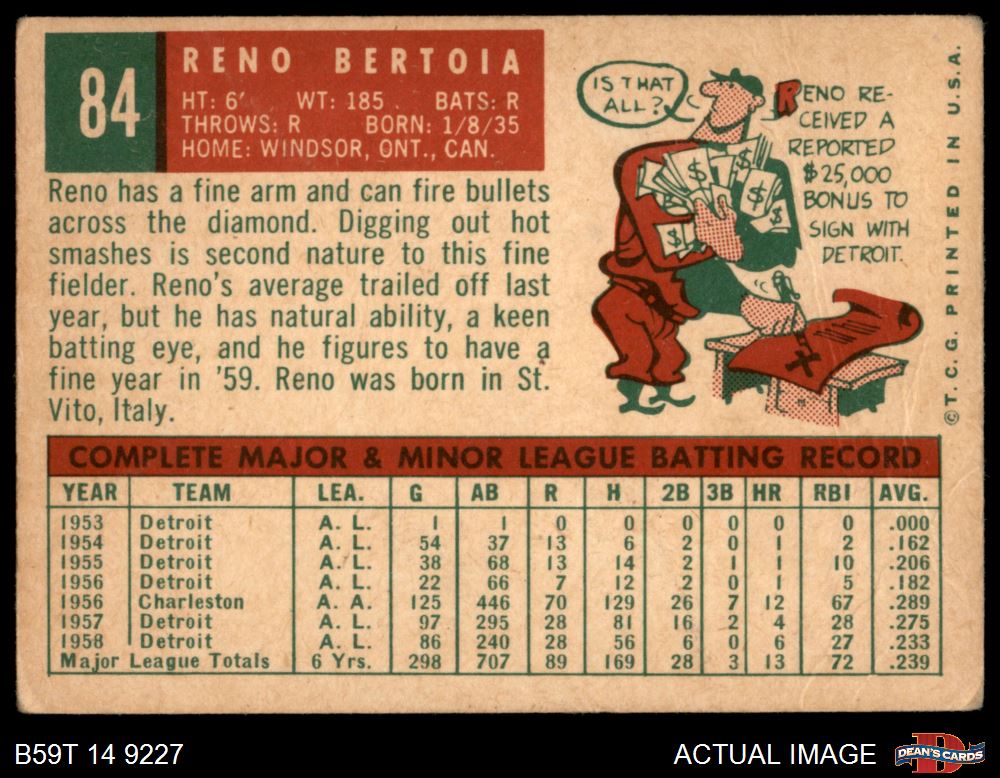 84
RENO BERTOIA
HT: 6' WT: 185 BATS: R
THROWS: R BORN: 1/8/35
HOME: WINDSOR, ONT., CAN.
Reno has a fine arm and can fire bullets
across the diamond. Digging out hot
smashes is second nature to this fine
fielder. Reno's average trailed off last
year, but he has natural ability, a keen
batting eye, and he figures to have a
fine year in '59. Reno was born in St.
Vito, Italy.
IS THAT
ALL?
RENO RE-
CEIVED A
REPORTED
$25,000
BONUS TO
SIGN WITH
DETROIT.
$ $ $ $ $
X
©T.C.G. PRINTED IN U.S.A.
COMPLETE MAJOR & MINOR LEAGUE BATTING RECORD
YEAR TEAM LEA. G AB R H 2B 3B HR RBI AVG.
1953 Detroit A. L. 1 1 0 0 0 0 0 0 .000
1954 Detroit A. L. 54 37 13 6 2 0 1 2 .162
1955 Detroit A. L. 38 68 13 14 2 1 1 10 .206
1956 Detroit A. L. 22 66 7 12 2 0 1 5 .182
1956 Charleston A. A. 125 446 70 129 26 7 12 67 .289
1957 Detroit A. L. 97 295 28 81 16 2 4 28 .275
1958 Detroit A. L. 86 240 28 56 6 0 6 27 .233
Major League Totals 6 Yrs. 298 707 89 169 28 3 13 72 .239
B59T 14 9227
ACTUAL IMAGE
DEAN'S CARDS